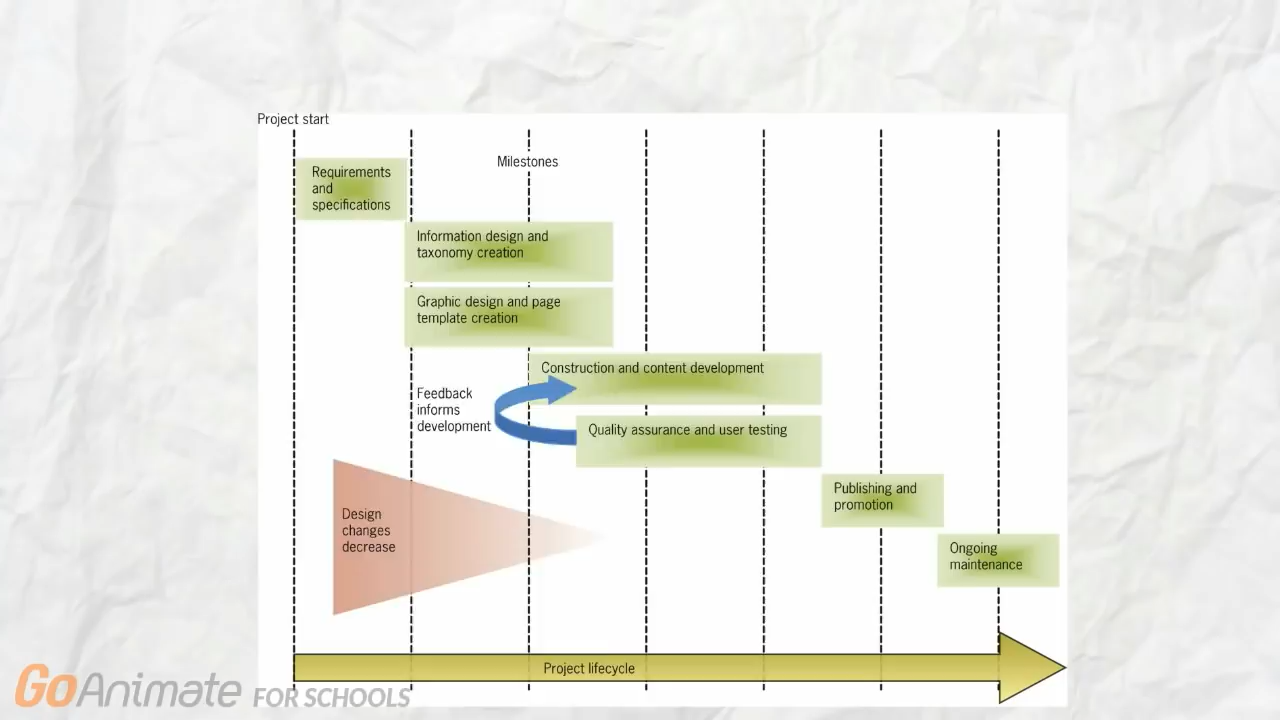 Project start
Milestones
Requirements
and
specifications
Information design and
taxonomy creation
Graphic design and page
template creation
Construction and content development
Feedback
informs
development
Quality assurance and user testing
Publishing and
promotion
Design
changes
decrease
Ongoing
maintenance
Project lifecycle
GoAnimate FOR SCHOOLS